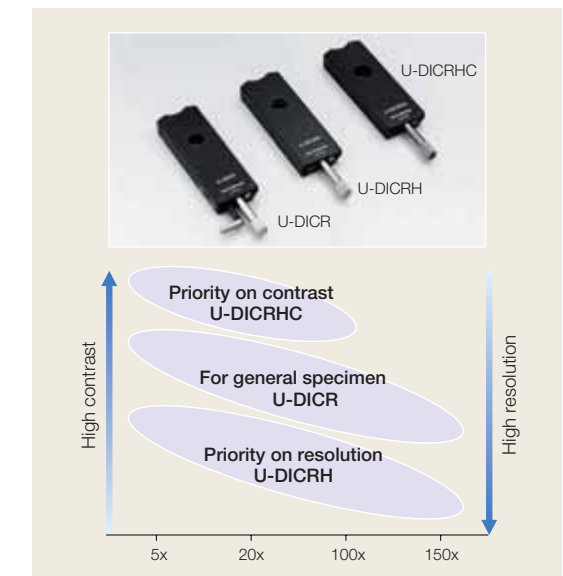 U-DICRHC
U-DICRH
U-DICR
Priority on contrast
U-DICRHC
For general specimen
U-DICR
Priority on resolution
U-DICRH
High contrast
High resolution
5x 20x 100x 150x